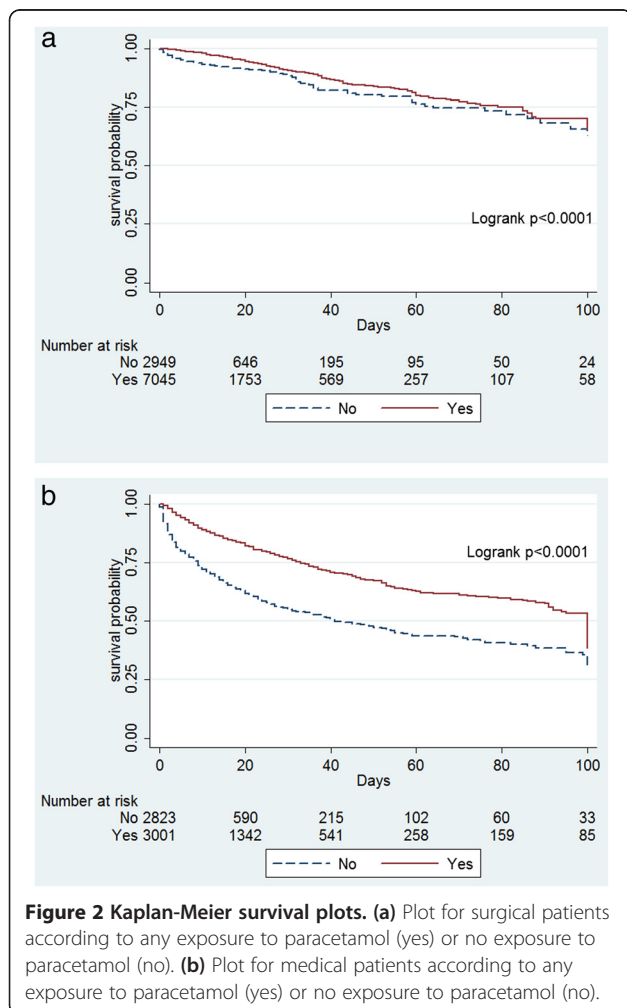 a
1.00
0.75
0.50
0.25
0.00
survival probability
Logrank p<0.0001
0 20 40 60 80 100
Days
Number at risk
No 2949 646 195 95 50 24
Yes 7045 1753 569 257 107 58
No Yes
b
1.00
0.75
0.50
0.25
0.00
survival probability
Logrank p<0.0001
0 20 40 60 80 100
Days
Number at risk
No 2823 590 215 102 60 33
Yes 3001 1342 541 258 159 85
No Yes
Figure 2 Kaplan-Meier survival plots. (a) Plot for surgical patients
according to any exposure to paracetamol (yes) or no exposure to
paracetamol (no). (b) Plot for medical patients according to any
exposure to paracetamol (yes) or no exposure to paracetamol (no).